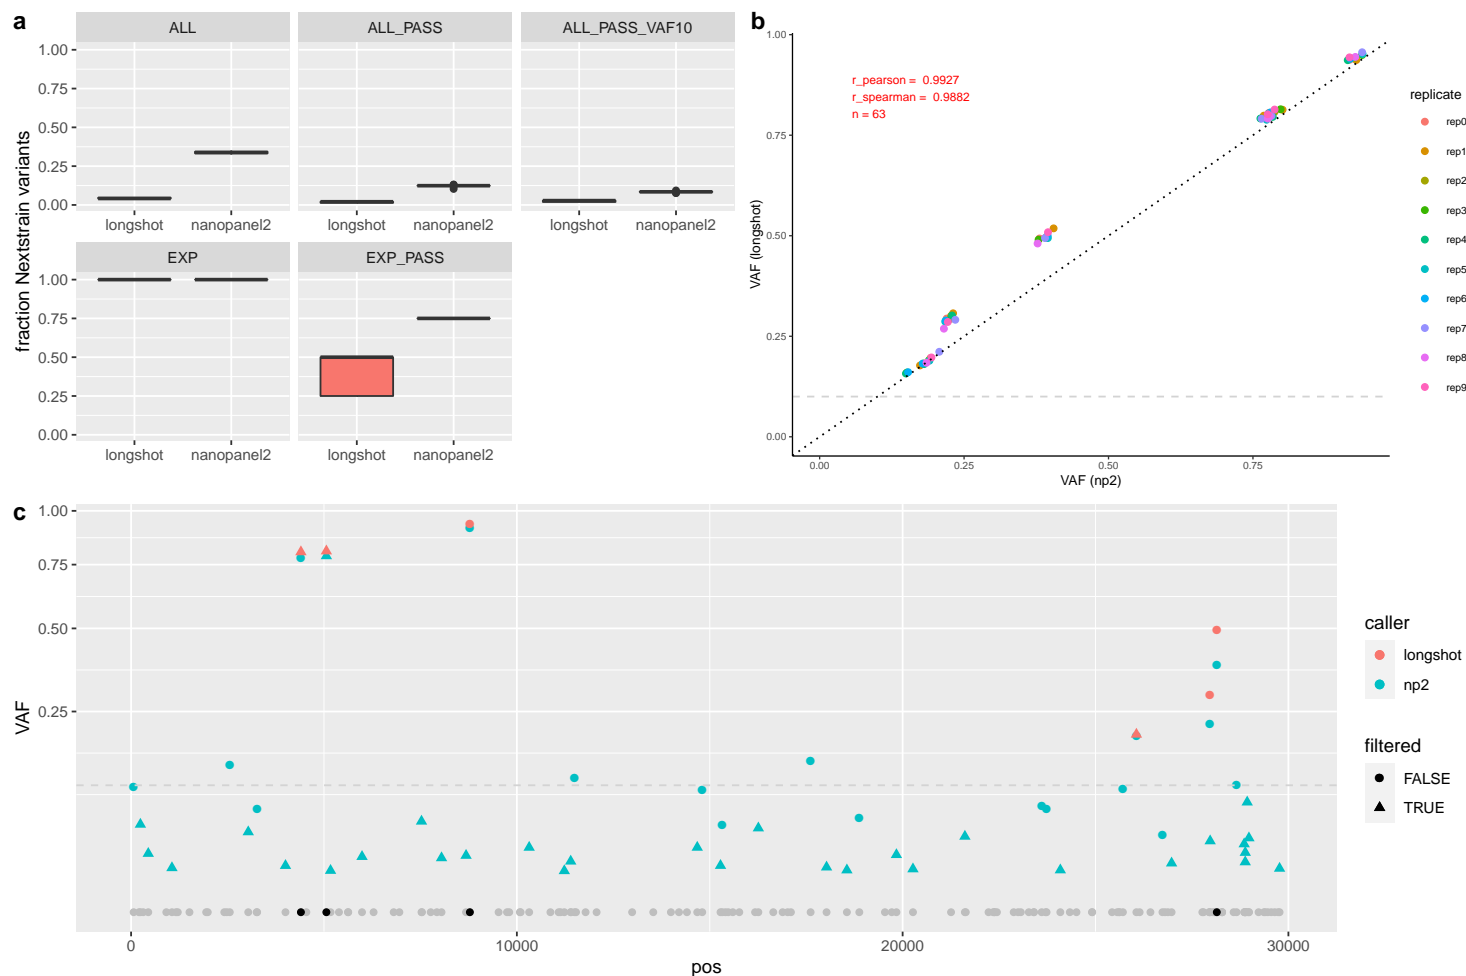 a
ALL
ALL_PASS
ALL_PASS_VAF10
1.00
0.75
0.50
0.25
0.00
longshot
nanopanel2
longshot
nanopanel2
longshot
nanopanel2
EXP
EXP_PASS
1.00
0.75
0.50
0.25
0.00
longshot
nanopanel2
longshot
nanopanel2
fraction Nextstrain variants
b
1.00
0.75
0.50
0.25
0.00
VAF (longshot)
r_pearson = 0.9927
r_spearman = 0.9882
n = 63
0.00
0.25
0.50
0.75
VAF (np2)
replicate
rep0
rep1
rep2
rep3
rep4
rep5
rep6
rep7
rep8
rep9
c
1.00
0.75
0.50
0.25
VAF
0
10000
20000
30000
pos
caller
longshot
np2
filtered
FALSE
TRUE